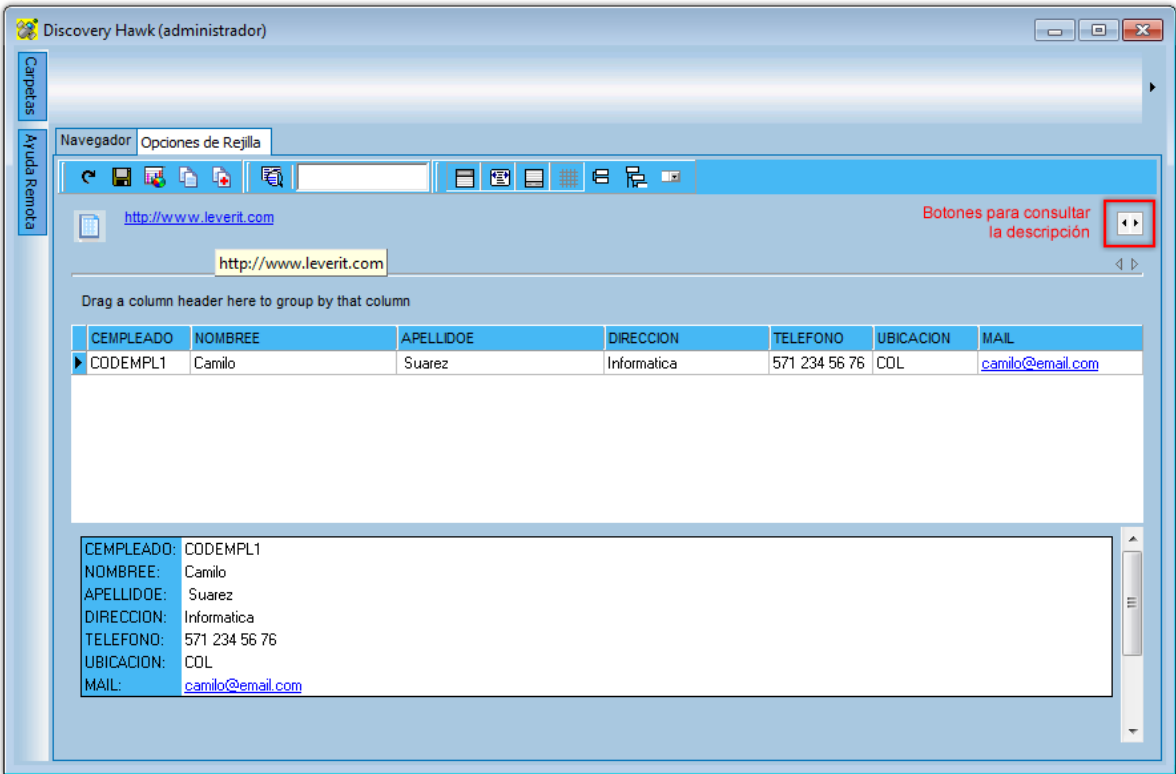 Discovery Hawk (administrador)
Carpetas
Ayuda Remota
Navegador Opciones de Rejilla
http://www.leverit.com
Botones para consultar
la descripción
http://www.leverit.com
Drag a column header here to group by that column
CEMPLEADO NOMBREE APELLIDOE DIRECCION TELEFONO UBICACION MAIL
CODEMPL1 Camilo Suarez Informatica 571 234 56 76 COL camilo@email.com
CEMPLEADO: CODEMPL1
NOMBREE: Camilo
APELLIDOE: Suarez
DIRECCION: Informatica
TELEFONO: 571 234 56 76
UBICACION: COL
MAIL: camilo@email.com